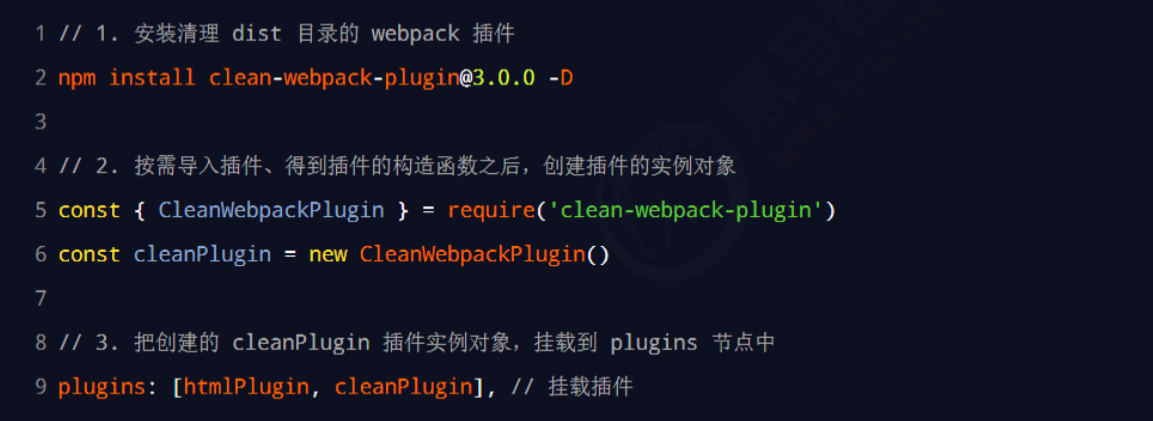 1 // 1. 安装清理 dist 目录的 webpack 插件
2 npm install clean-webpack-plugin@3.0.0 -D
3
4 // 2. 按需导入插件、得到插件的构造函数之后，创建插件的实例对象
5 const { CleanWebpackPlugin } = require('clean-webpack-plugin')
6 const cleanPlugin = new CleanWebpackPlugin()
7
8 // 3. 把创建的 cleanPlugin 插件实例对象，挂载到 plugins 节点中
9 plugins: [htmlPlugin, cleanPlugin], // 挂载插件
黑马